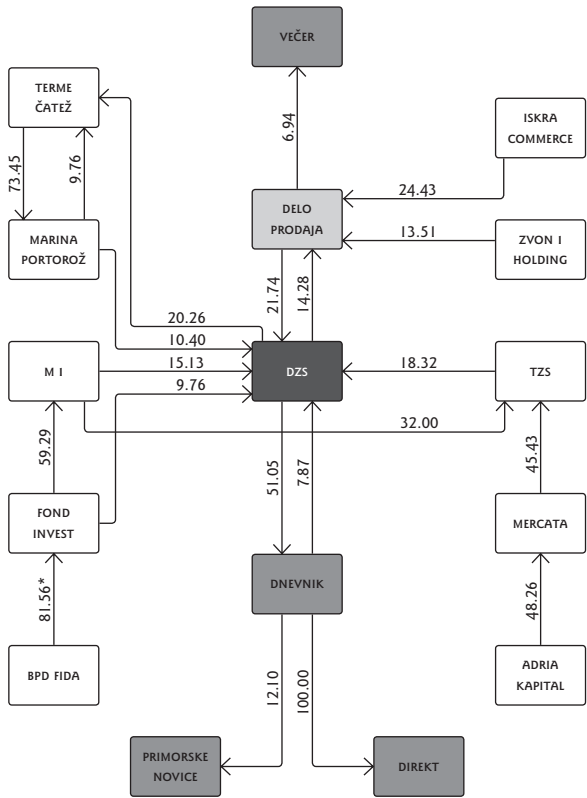 VEČER
TERME
ČATEŽ
6.94
ISKRA
COMMERCE
73.45
9.76
24.43
DELO
PRODAJA
13.51
MARINA
PORTOROŽ
ZVON I
HOLDING
21.74
14.28
20.26
10.40
M I
15.13
DZS
18.32
TZS
9.76
32.00
59.29
51.05
7.87
45.43
FOND
INVEST
MERCATA
81.56*
DNEVNIK
48.26
BPD FIDA
12.10
100.00
ADRIA
KAPITAL
PRIMORSKE
NOVICE
DIREKT